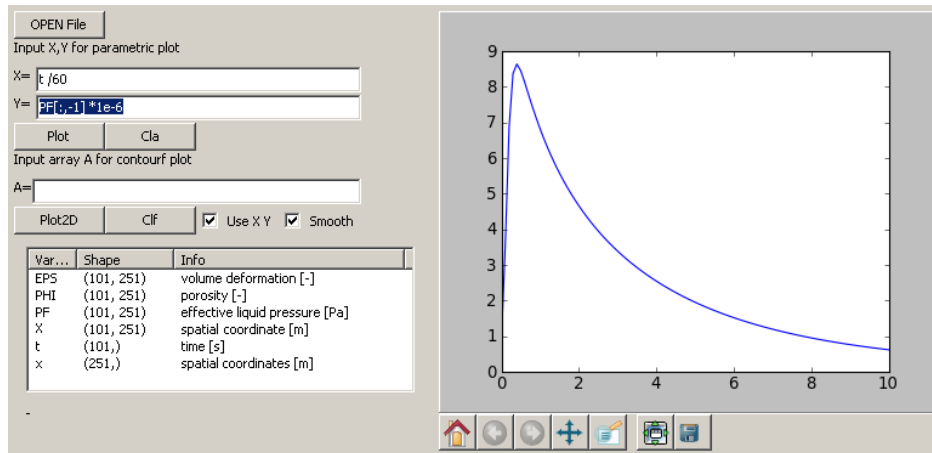 OPEN File
Input X,Y for parametric plot
X= t /60
Y= PF[:,-1] *1e-6
Plot Cla
Input array A for contourf plot
A=
Plot2D Clf Use X Y Smooth
Var... Shape Info
EPS (101, 251) volume deformation [-]
PHI (101, 251) porosity [-]
PF (101, 251) effective liquid pressure [Pa]
X (101, 251) spatial coordinate [m]
t (101,) time [s]
x (251,) spatial coordinates [m]
-
9
8
7
6
5
4
3
2
1
0
0 2 4 6 8 10